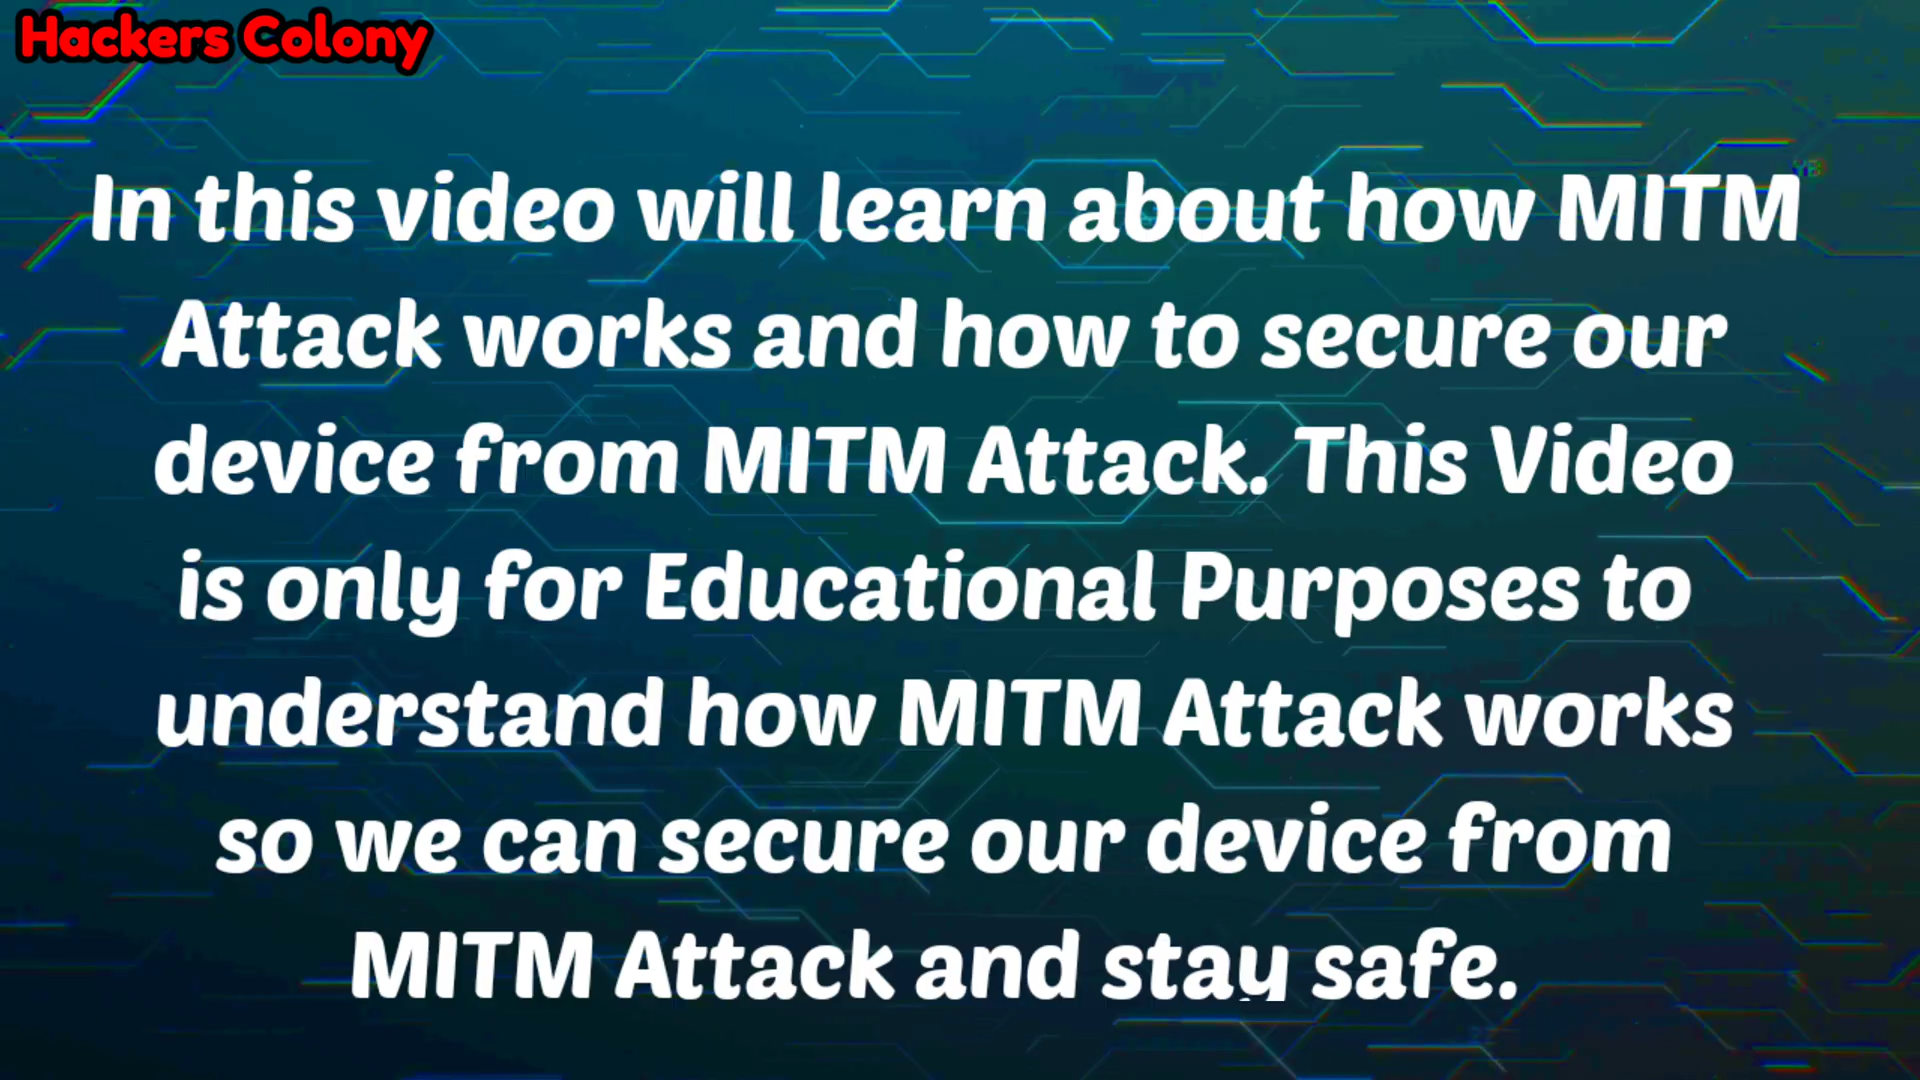 Hackers Colony
In this video will learn about how MITM
Attack works and how to secure our
device from MITM Attack. This Video
is only for Educational Purposes to
understand how MITM Attack works
so we can secure our device from
MITM Attack and stay safe.